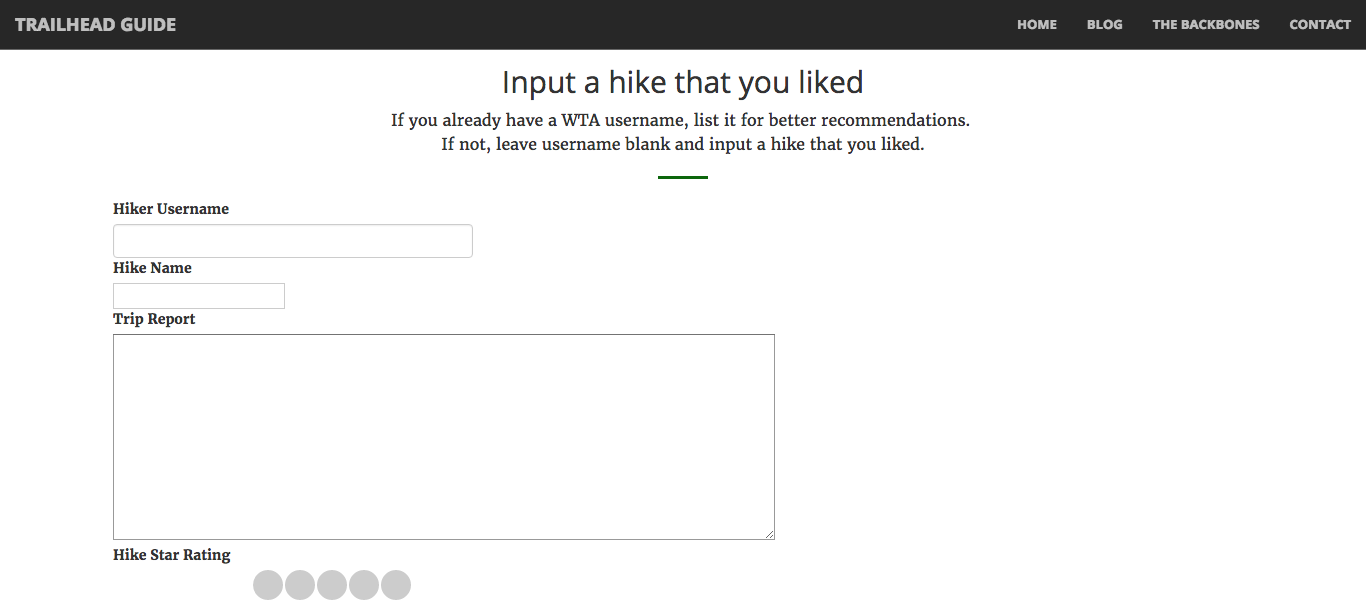 TRAILHEAD GUIDE HOME BLOG THE BACKBONES CONTACT
Input a hike that you liked
If you already have a WTA username, list it for better recommendations.
If not, leave username blank and input a hike that you liked.
Hiker Username
Hike Name
Trip Report
Hike Star Rating